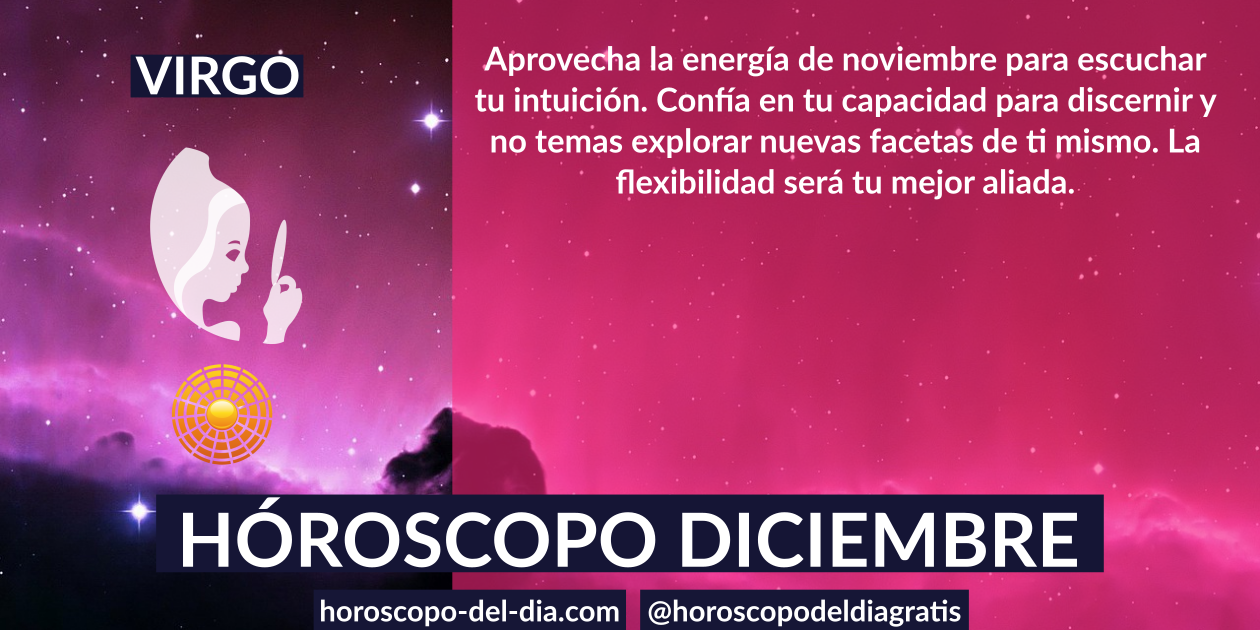 VIRGO
Aprovecha la energía de noviembre para escuchar
tu intuición. Confía en tu capacidad para discernir y
no temas explorar nuevas facetas de ti mismo. La
flexibilidad será tu mejor aliada.
HÓROSCOPO DICIEMBRE
horoscopo-del-dia.com
@horoscopodeldiagratis